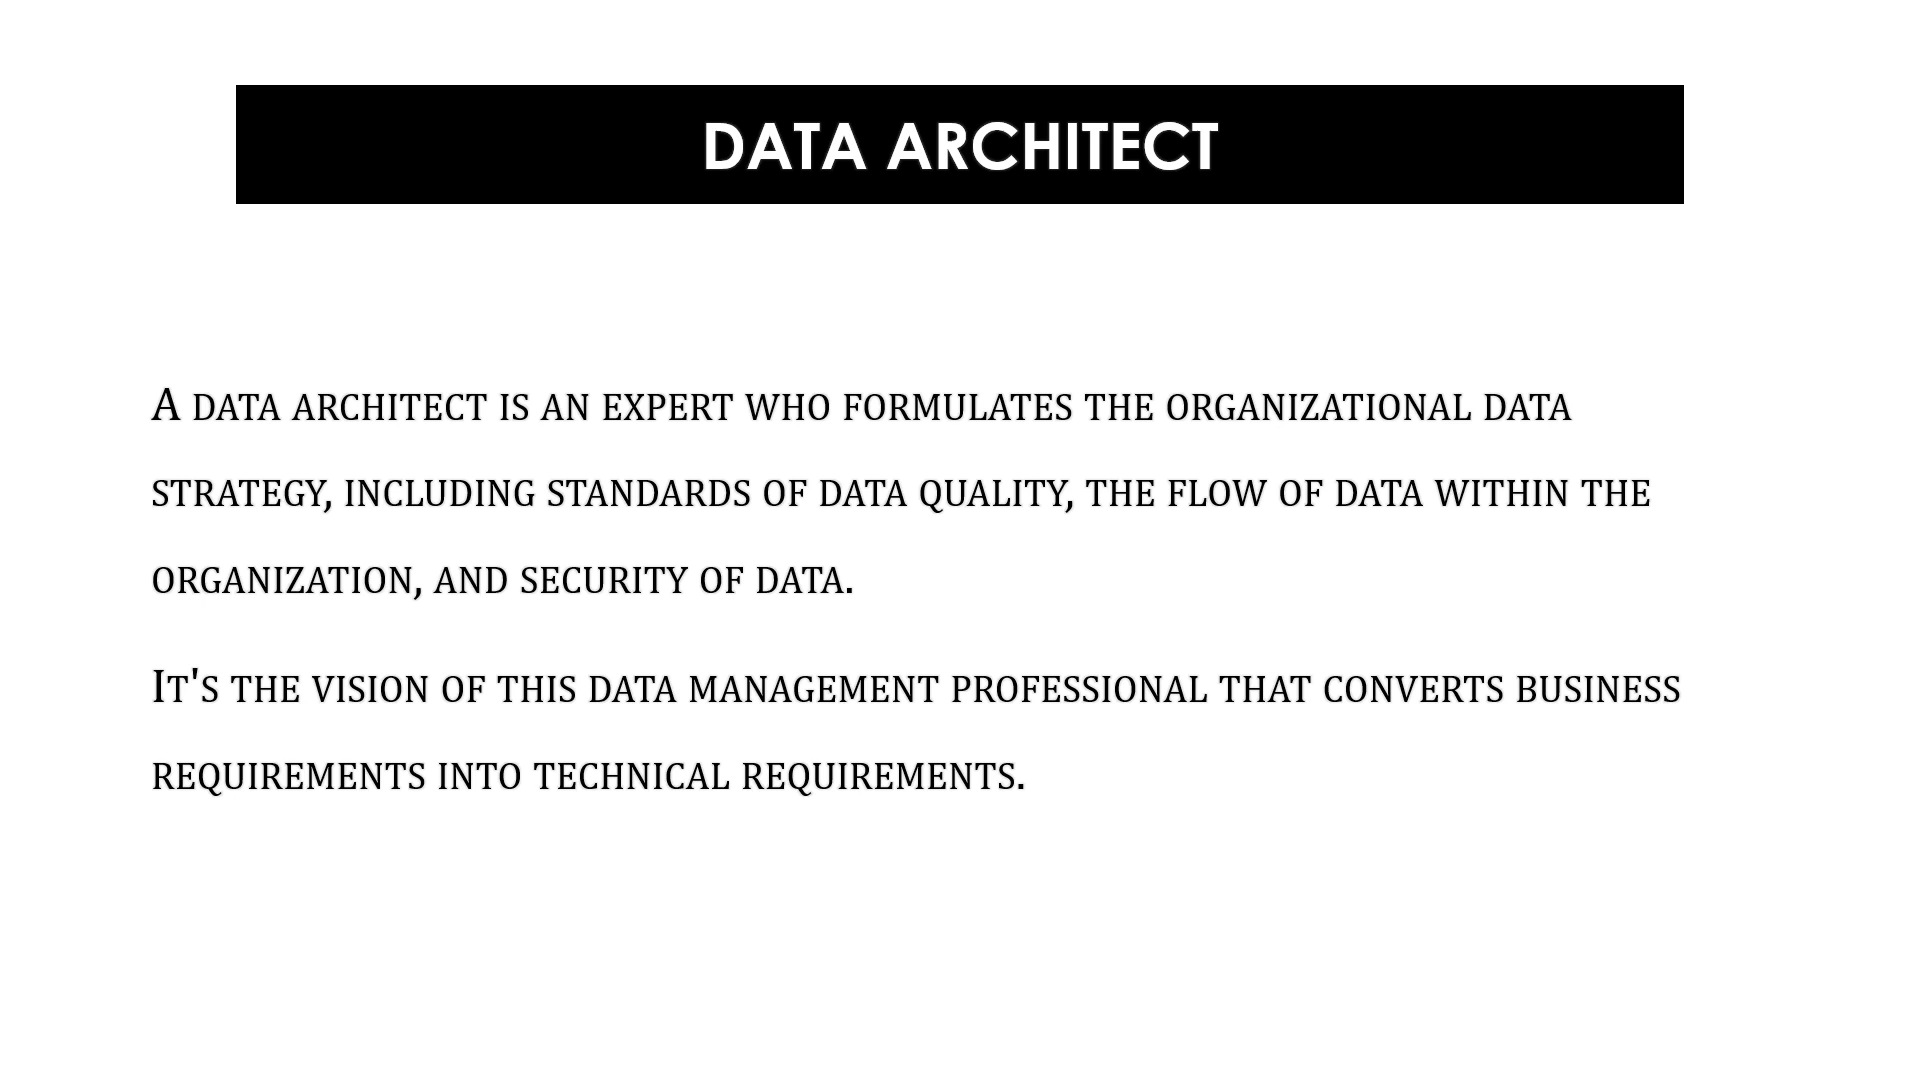 DATA ARCHITECT
A data architect is an expert who formulates the organizational data
strategy, including standards of data quality, the flow of data within the
organization, and security of data.
It's the vision of this data management professional that converts business
requirements into technical requirements.